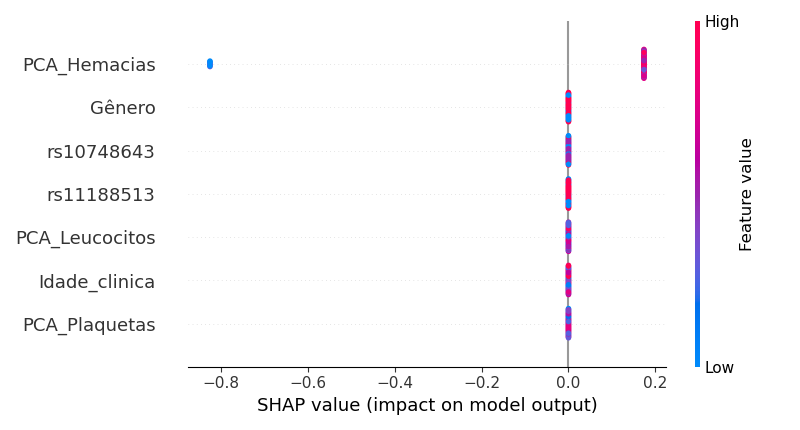 High
PCA_Hemacias
Gênero
rs10748643
rs11188513
PCA_Leucocitos
Idade_clinica
PCA_Plaquetas
Feature value
Low
−0.8 −0.6 −0.4 −0.2 0.0 0.2
SHAP value (impact on model output)